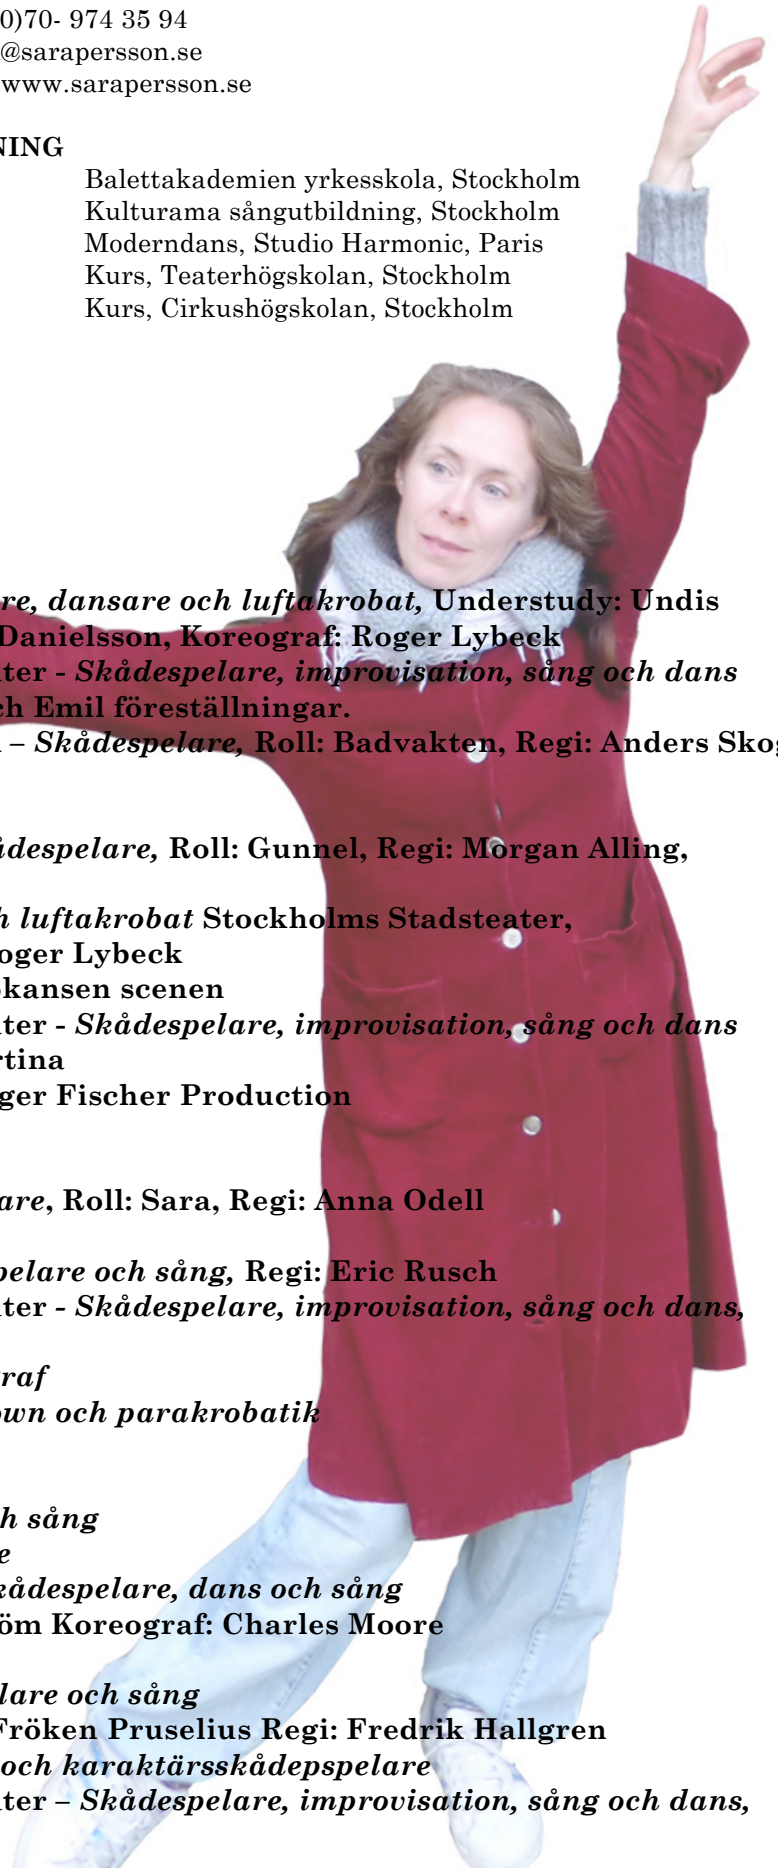 0)70- 974 35 94
@sarapersson.se
www.sarapersson.se
NING
Balettakademien yrkesskola, Stockholm
Kulturama sångutbildning, Stockholm
Moderndans, Studio Harmonic, Paris
Kurs, Teaterhögskolan, Stockholm
Kurs, Cirkushögskolan, Stockholm
re, dansare och luftakrobat, Understudy: Undis
Danielsson, Koreograf: Roger Lybeck
ter - Skådespelare, improvisation, sång och dans
ch Emil föreställningar.
– Skådespelare, Roll: Badvakten, Regi: Anders Skog
ådespelare, Roll: Gunnel, Regi: Morgan Alling,
h luftakrobat Stockholms Stadsteater,
oger Lybeck
okansen scenen
ter - Skådespelare, improvisation, sång och dans
rtina
ger Fischer Production
are, Roll: Sara, Regi: Anna Odell
pelare och sång, Regi: Eric Rusch
ter - Skådespelare, improvisation, sång och dans,
raf
own och parakrobatik
h sång
e
kådespelare, dans och sång
öm Koreograf: Charles Moore
lare och sång
Fröken Pruselius Regi: Fredrik Hallgren
och karaktärsskådepspelare
ter – Skådespelare, improvisation, sång och dans,